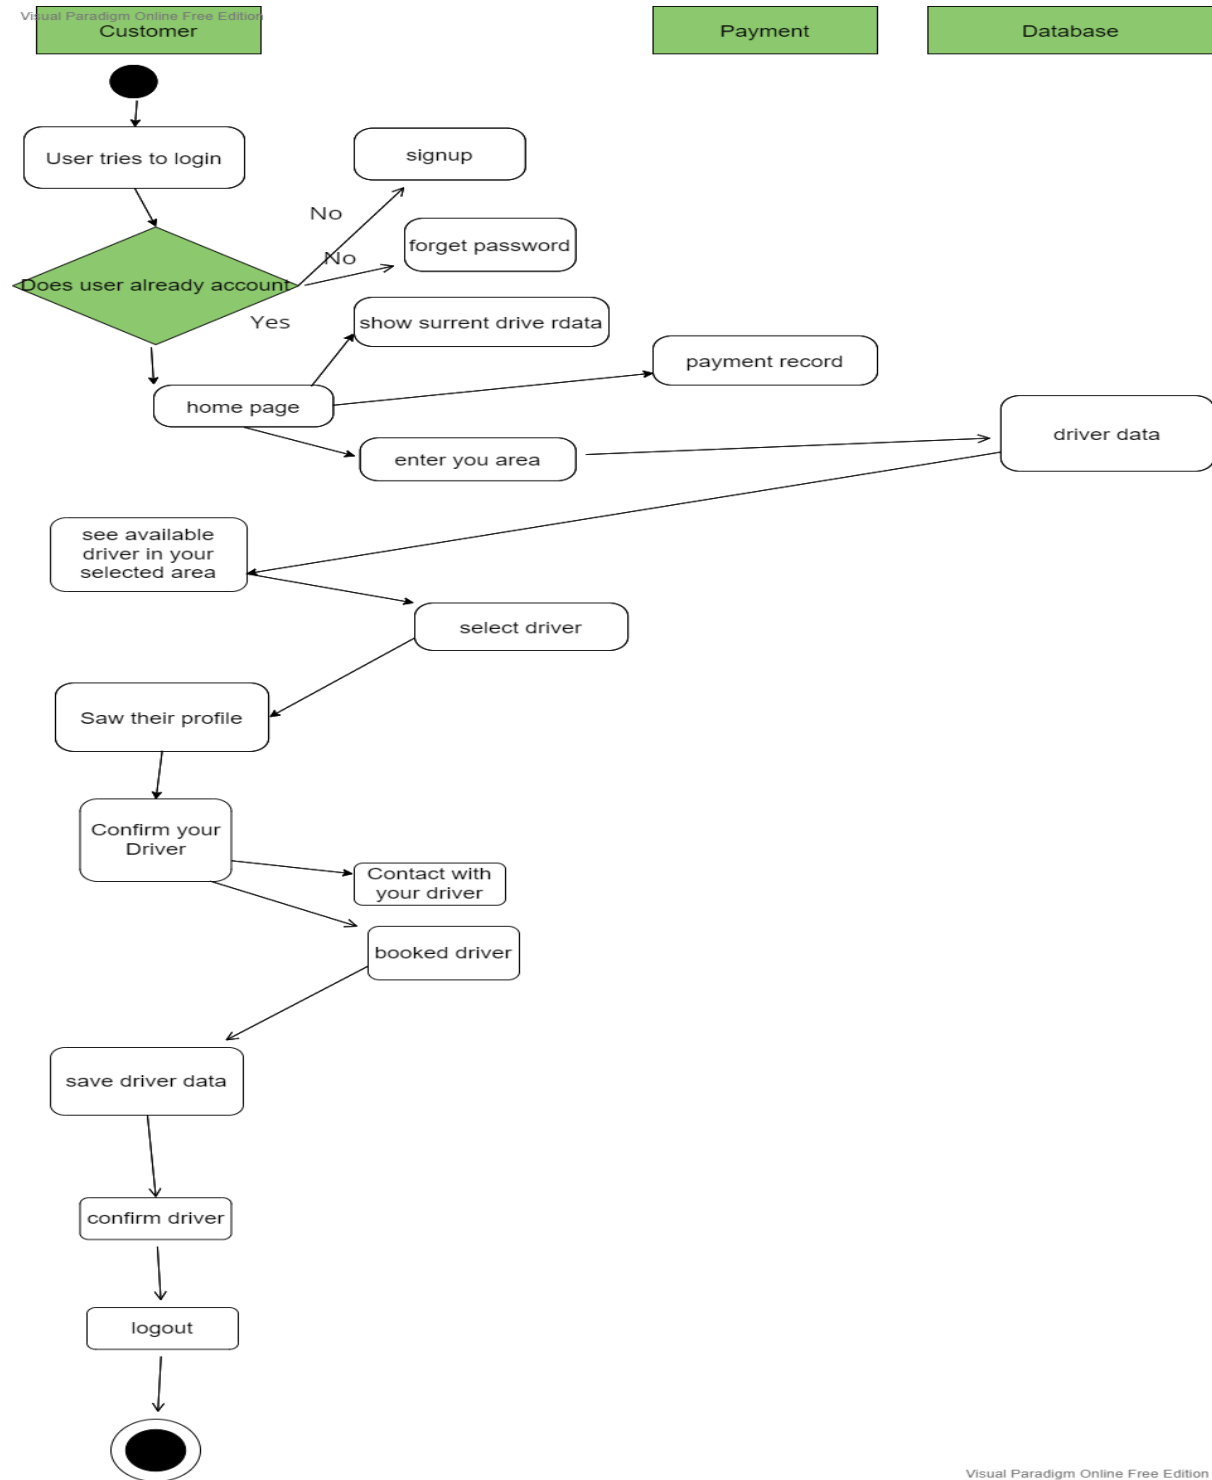 Visual Paradigm Online Free Edition
Customer
Payment
Database
User tries to login
signup
No
forget password
No
Does user already account
Yes
show surrent drive rdata
payment record
home page
driver data
enter you area
see available
driver in your
selected area
select driver
Saw their profile
Confirm your
Driver
Contact with
your driver
booked driver
save driver data
confirm driver
logout
Visual Paradigm Online Free Edition